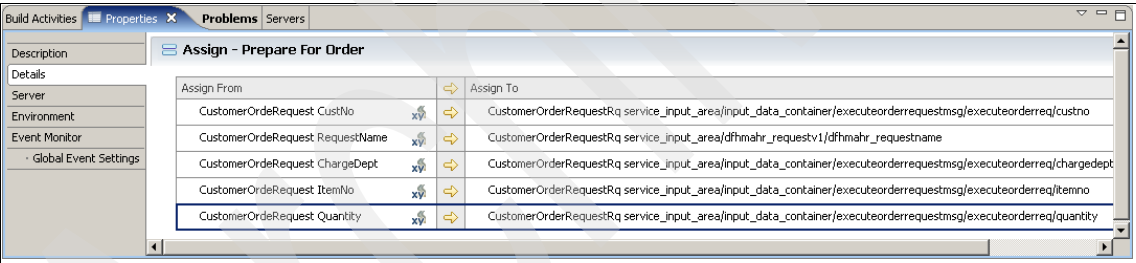 Build Activities Properties Problems Servers
Description
Details
Server
Environment
Event Monitor
· Global Event Settings
Assign - Prepare For Order
Assign From Assign To
CustomerOrdeRequest CustNo CustomerOrderRequestRq service_input_area/input_data_container/executeorderrequestmsg/executeorderreq/custno
CustomerOrdeRequest RequestName CustomerOrderRequestRq service_input_area/dfhmahr_requestv1/dfhmahr_requestname
CustomerOrdeRequest ChargeDept CustomerOrderRequestRq service_input_area/input_data_container/executeorderrequestmsg/executeorderreq/chargedept
CustomerOrdeRequest ItemNo CustomerOrderRequestRq service_input_area/input_data_container/executeorderrequestmsg/executeorderreq/itemno
CustomerOrdeRequest Quantity CustomerOrderRequestRq service_input_area/input_data_container/executeorderrequestmsg/executeorderreq/quantity